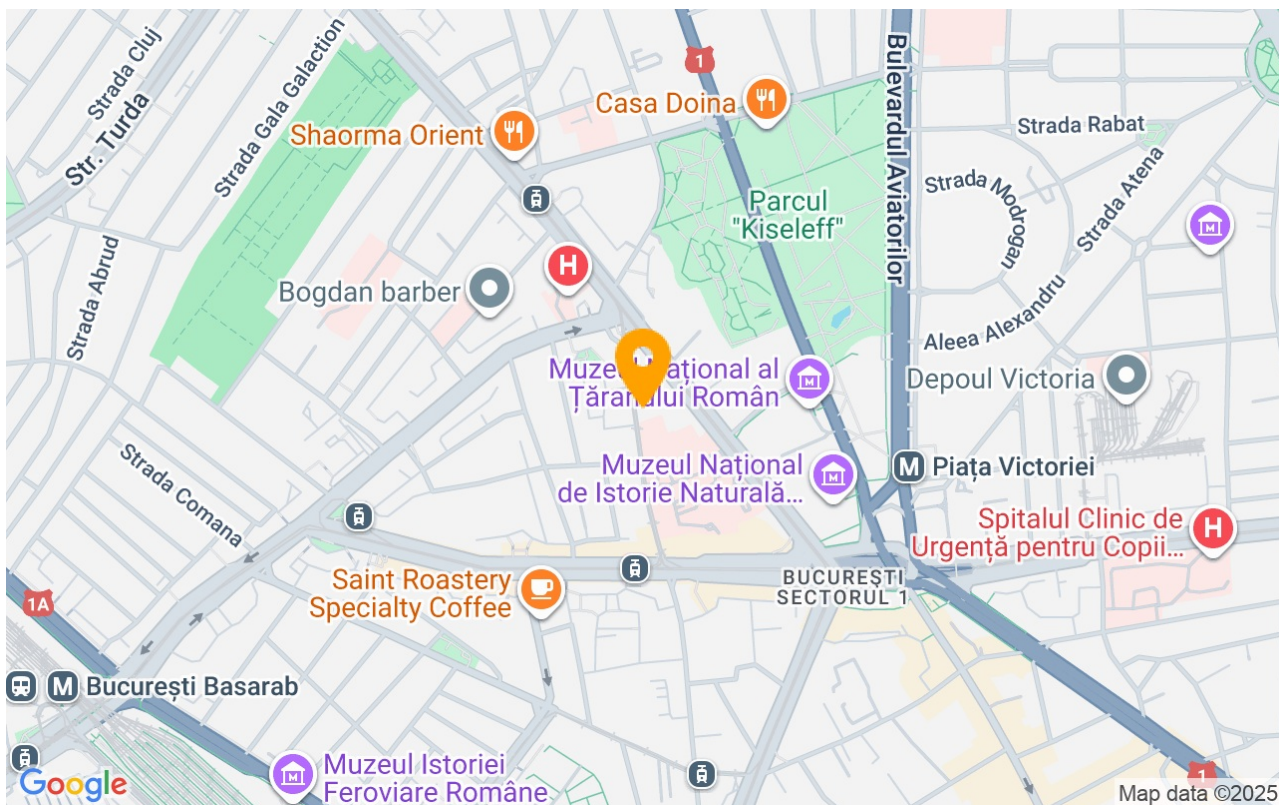 Strada Cluj
Str. Turda
Strada Gala Galaction
Shaorma Orient
1
Casa Doina
Bulevardul Aviatorilor
Strada Rabat
Strada Modrogan
Strada Atena
Parcul
"Kiseleff"
H
Bogdan barber
Strada Abrud
Aleea Alexandru
Muzeul Național al
Țăranului Român
Depoul Victoria
Muzeul Național
de Istorie Naturală...
M Piața Victoriei
Strada Comana
Spitalul Clinic de
Urgență pentru Copii...
H
Saint Roastery
Specialty Coffee
BUCUREȘTI
SECTORUL 1
1A
M București Basarab
Muzeul Istoriei
Feroviare Române
1
Google
Map data ©2025